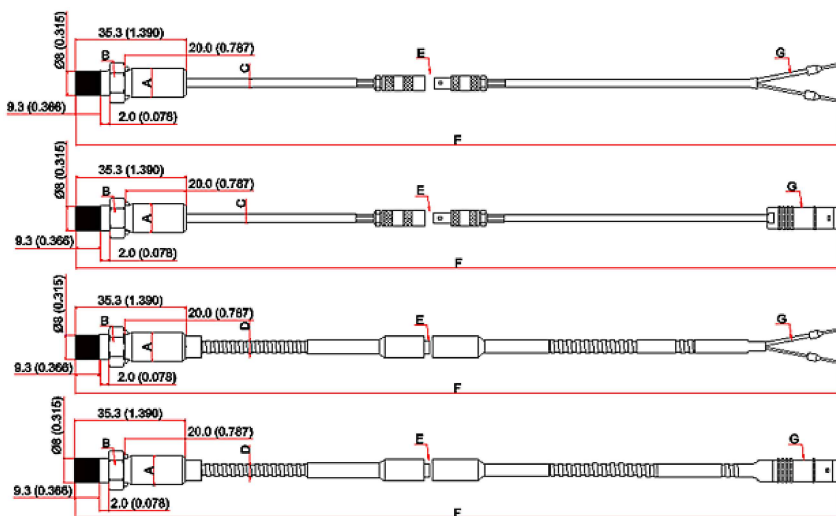 35.3 (1.390)
20.0 (0.787)
Ø8 (0.315)
B
A
C
E
G
9.3 (0.366)
2.0 (0.078)
F
35.3 (1.390)
20.0 (0.787)
Ø8 (0.315)
B
A
C
E
G
9.3 (0.366)
2.0 (0.078)
F
35.3 (1.390)
20.0 (0.787)
Ø8 (0.315)
B
A
D
E
G
9.3 (0.366)
2.0 (0.078)
F
35.3 (1.390)
20.0 (0.787)
Ø8 (0.315)
B
A
D
E
G
9.3 (0.366)
2.0 (0.078)
F